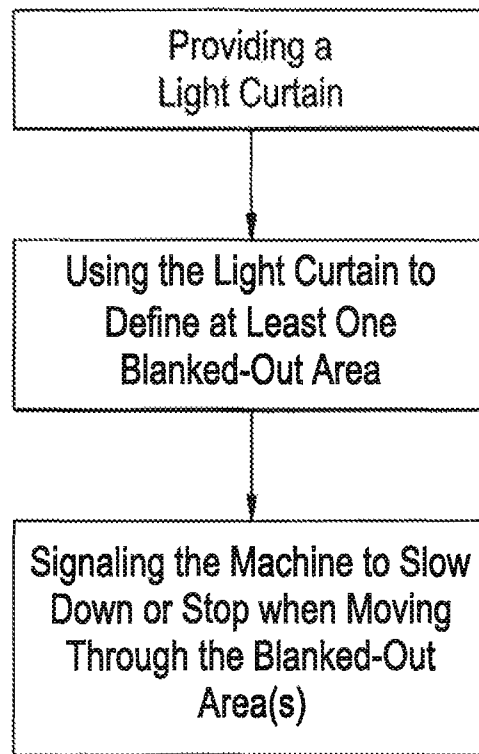 Providing a
Light Curtain
Using the Light Curtain to
Define at Least One
Blanked-Out Area
Signaling the Machine to Slow
Down or Stop when Moving
Through the Blanked-Out
Area(s)